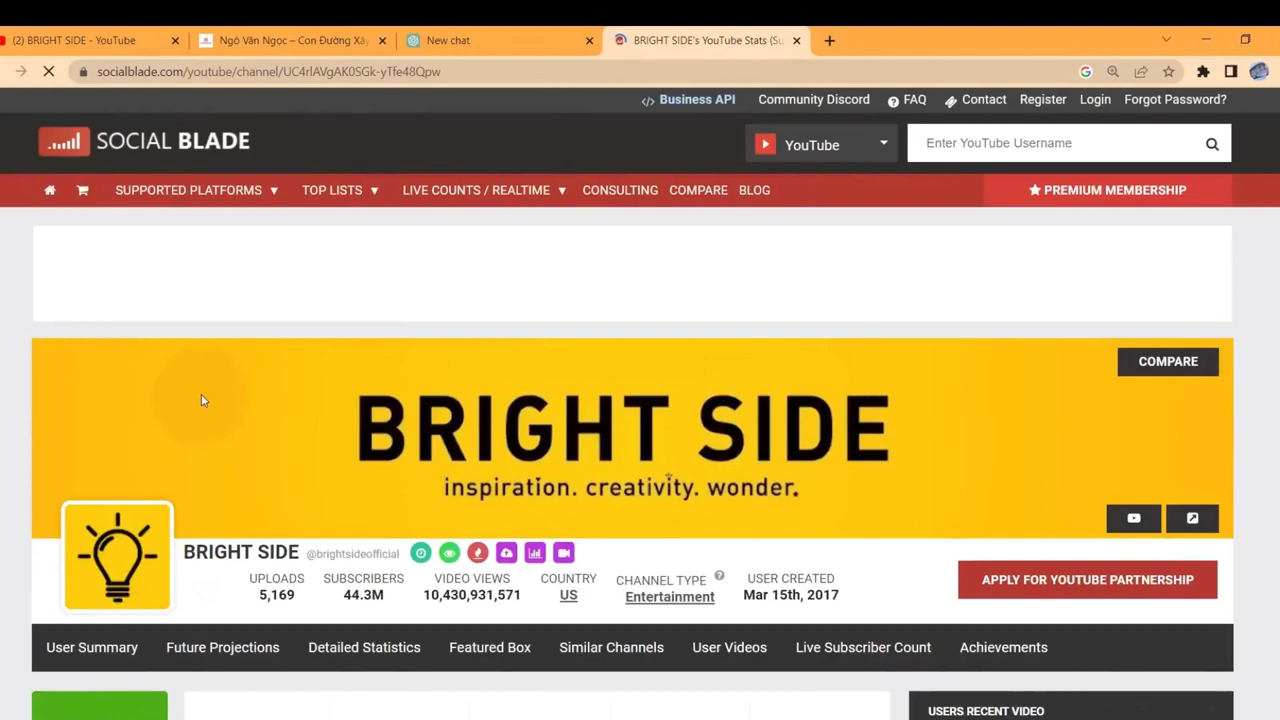 (2) BRIGHT SIDE - YouTube Ngô Văn Ngọc – Con Đường Xây New chat BRIGHT SIDE's YouTube Stats (Su
socialblade.com/youtube/channel/UC4rlAVgAK0SGk-yTfe48Qpw
Business API Community Discord FAQ Contact Register Login Forgot Password?
SOCIAL BLADE YouTube Enter YouTube Username
SUPPORTED PLATFORMS TOP LISTS LIVE COUNTS / REALTIME CONSULTING COMPARE BLOG PREMIUM MEMBERSHIP
COMPARE
BRIGHT SIDE
inspiration. creativity. wonder.
BRIGHT SIDE @brightsideofficial
UPLOADS SUBSCRIBERS VIDEO VIEWS COUNTRY CHANNEL TYPE USER CREATED
5,169 44.3M 10,430,931,571 US Entertainment Mar 15th, 2017
APPLY FOR YOUTUBE PARTNERSHIP
User Summary Future Projections Detailed Statistics Featured Box Similar Channels User Videos Live Subscriber Count Achievements
USERS RECENT VIDEO